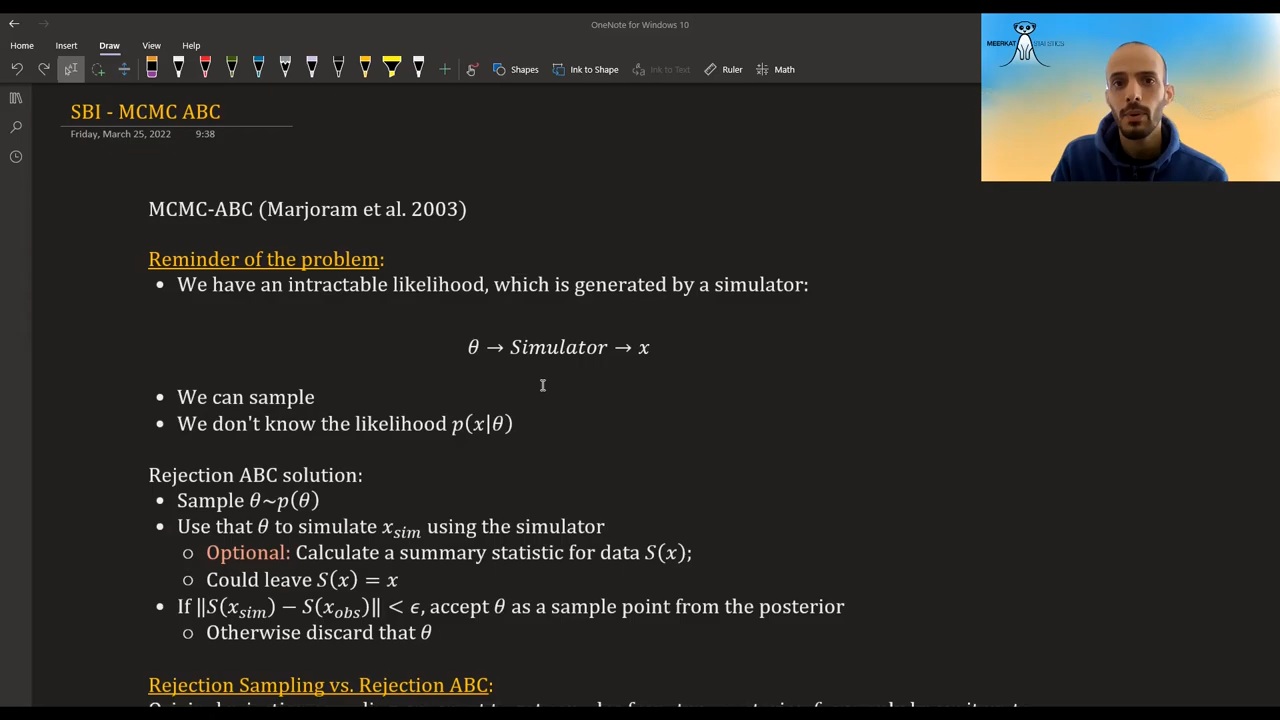 OneNote for Windows 10
Home Insert Draw View Help
Shapes Ink to Shape Ink to Text Ruler Math
MEERKAT STATISTICS
SBI - MCMC ABC
Friday, March 25, 2022 9:38
MCMC-ABC (Marjoram et al. 2003)
Reminder of the problem:
• We have an intractable likelihood, which is generated by a simulator:
θ → Simulator → x
• We can sample
• We don't know the likelihood p(x|θ)
Rejection ABC solution:
• Sample θ~p(θ)
• Use that θ to simulate x_sim using the simulator
○ Optional: Calculate a summary statistic for data S(x);
○ Could leave S(x) = x
• If ‖S(x_sim) − S(x_obs)‖ < ϵ, accept θ as a sample point from the posterior
○ Otherwise discard that θ
Rejection Sampling vs. Rejection ABC: